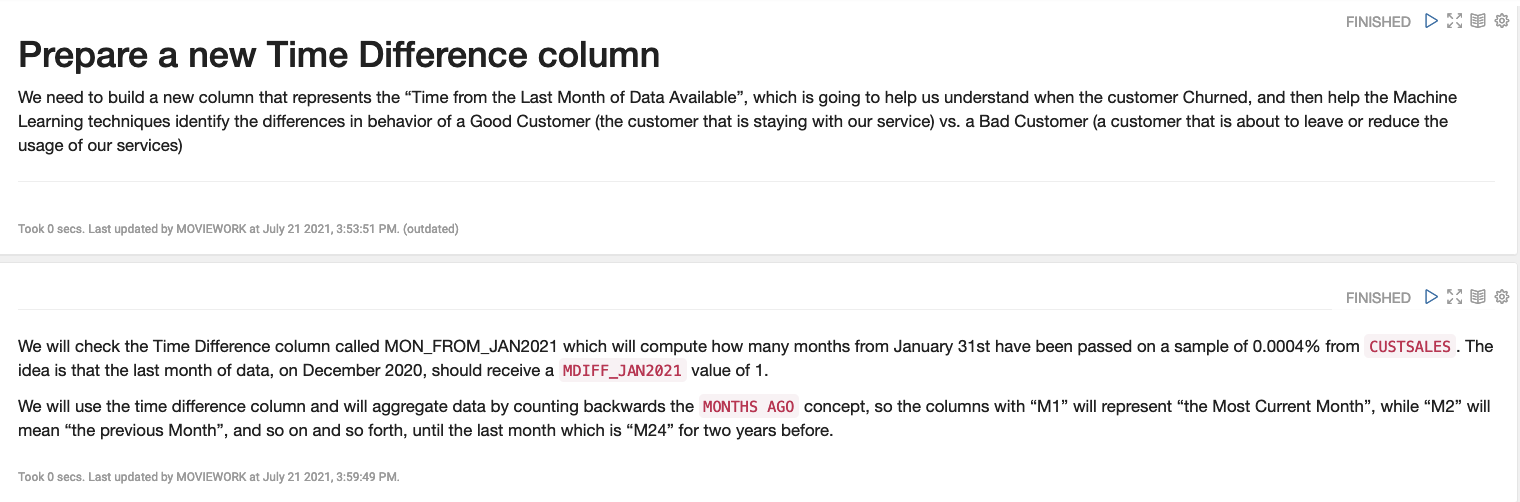 FINISHED
Prepare a new Time Difference column
We need to build a new column that represents the “Time from the Last Month of Data Available”, which is going to help us understand when the customer Churned, and then help the Machine
Learning techniques identify the differences in behavior of a Good Customer (the customer that is staying with our service) vs. a Bad Customer (a customer that is about to leave or reduce the
usage of our services)
Took 0 secs. Last updated by MOVIEWORK at July 21 2021, 3:53:51 PM. (outdated)
FINISHED
We will check the Time Difference column called MON_FROM_JAN2021 which will compute how many months from January 31st have been passed on a sample of 0.0004% from CUSTSALES. The
idea is that the last month of data, on December 2020, should receive a MDIFF_JAN2021 value of 1.
We will use the time difference column and will aggregate data by counting backwards the MONTHS AGO concept, so the columns with “M1” will represent “the Most Current Month”, while “M2” will
mean “the previous Month”, and so on and so forth, until the last month which is “M24” for two years before.
Took 0 secs. Last updated by MOVIEWORK at July 21 2021, 3:59:49 PM.